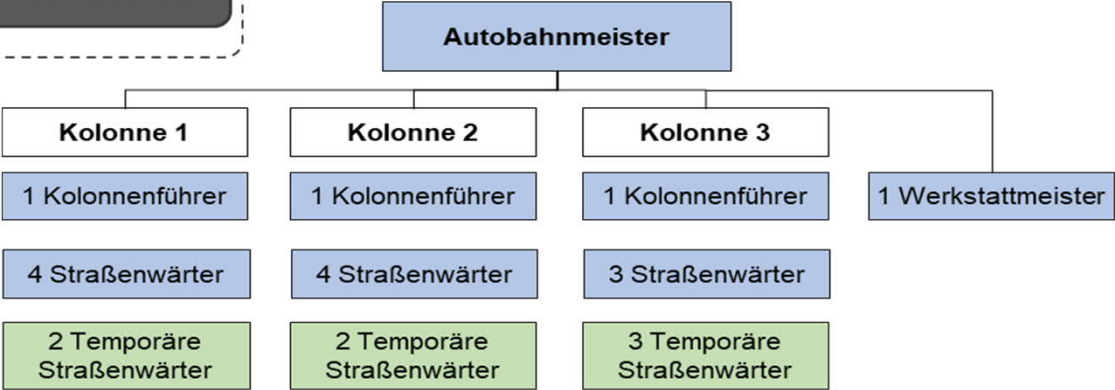 Autobahnmeister
Kolonne 1
Kolonne 2
Kolonne 3
1 Kolonnenführer
1 Kolonnenführer
1 Kolonnenführer
1 Werkstattmeister
4 Straßenwärter
4 Straßenwärter
3 Straßenwärter
2 Temporäre
Straßenwärter
2 Temporäre
Straßenwärter
3 Temporäre
Straßenwärter